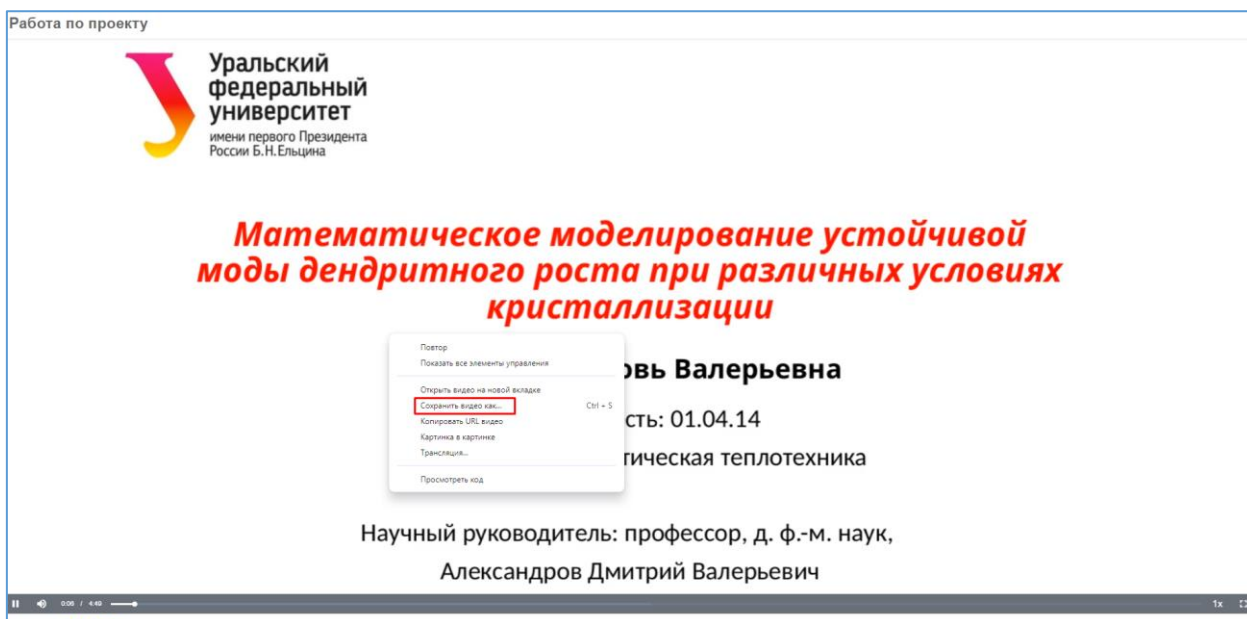 Работа по проекту
Уральский
федеральный
университет
имени первого Президента
России Б.Н.Ельцина
Математическое моделирование устойчивой
моды дендритного роста при различных условиях
кристаллизации
Повтор
Показать все элементы управления
Открыть видео на новой вкладке
Сохранить видео как... Ctrl + S
Копировать URL видео
Картинка в картинке
Трансляция...
Просмотреть код
овь Валерьевна
сть: 01.04.14
тическая теплотехника
Научный руководитель: профессор, д. ф.-м. наук,
Александров Дмитрий Валерьевич
/ 4:49 1x